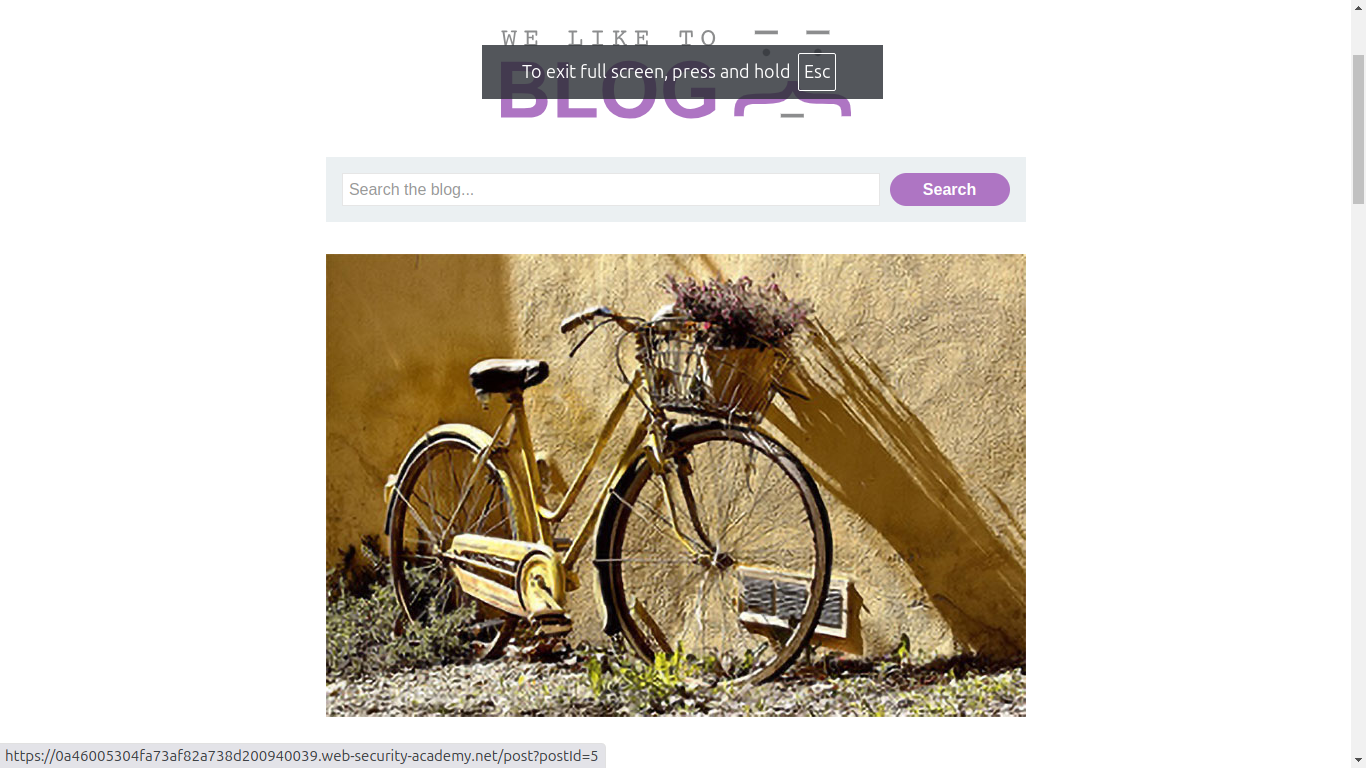 WE LIKE TO
BLOG
To exit full screen, press and hold Esc
Search the blog...
Search
https://0a46005304fa73af82a738d200940039.web-security-academy.net/post?postId=5